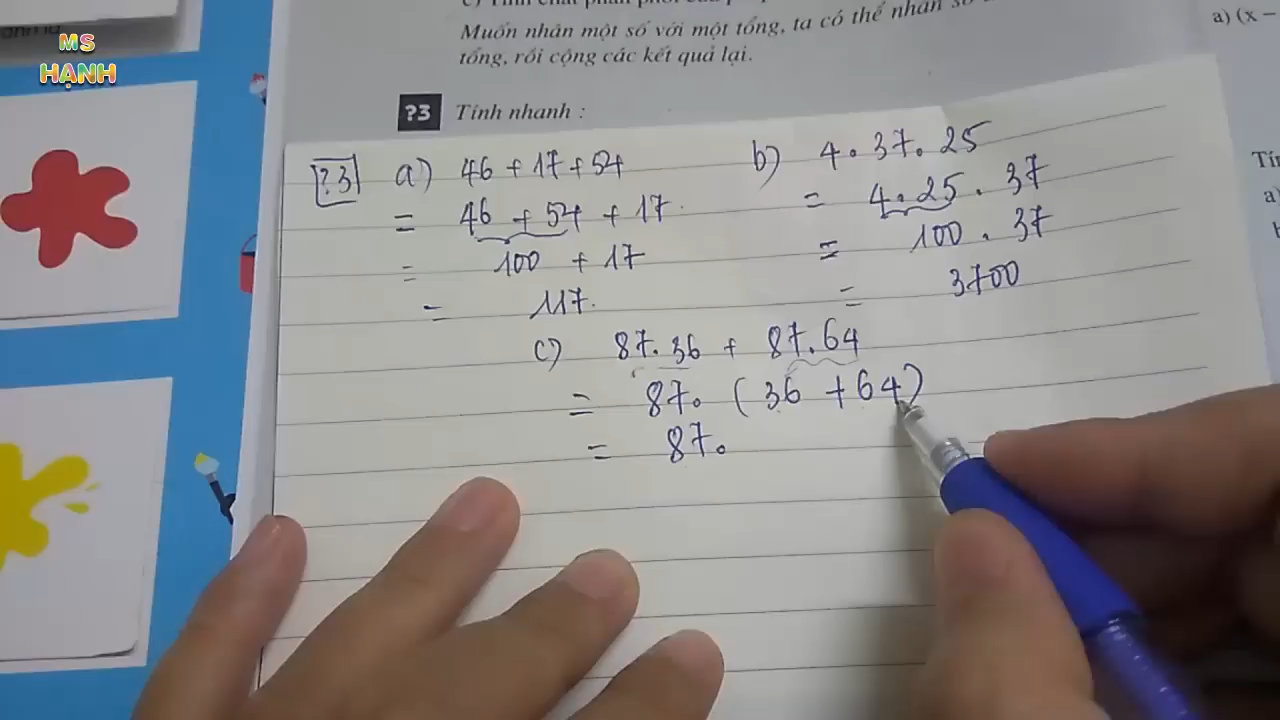 MS
HẠNH
Muốn nhân một số với một tổng, ta có thể nhân số
tổng, rồi cộng các kết quả lại.
a) (x –
?3 Tính nhanh :
?3 a) 46 + 17 + 54
= 46 + 54 + 17
= 100 + 17
= 117.
b) 4 . 37 . 25
= 4 . 25 . 37
= 100 . 37
= 3700
c) 87 . 36 + 87 . 64
= 87 . (36 + 64)
= 87 .